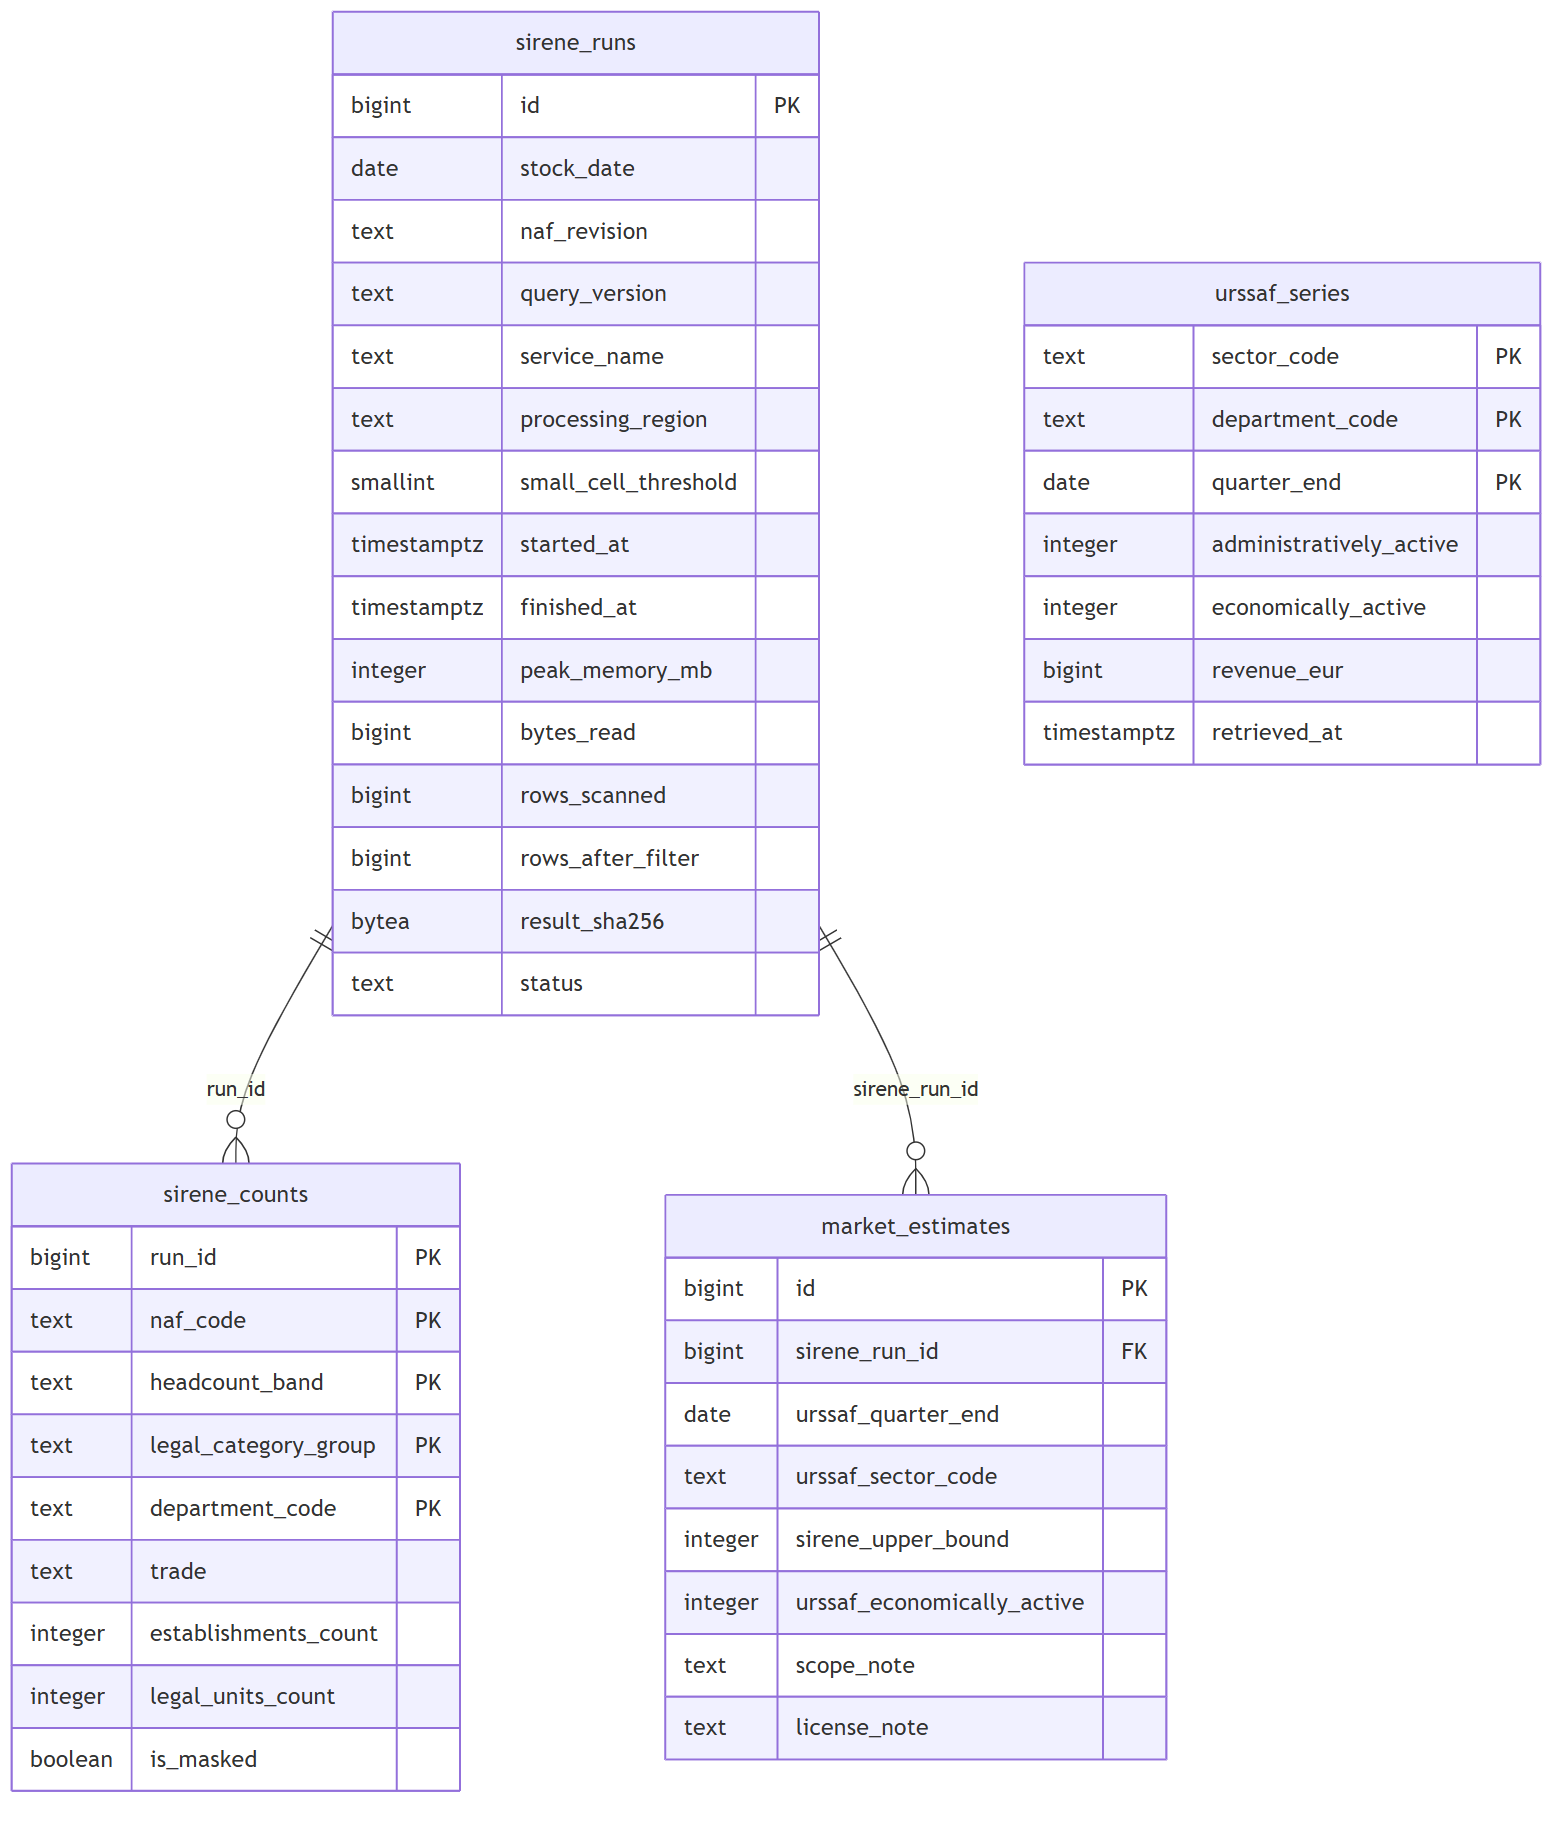 sirene_runs
bigint id PK
date stock_date
text naf_revision
text query_version
text service_name
text processing_region
smallint small_cell_threshold
timestamptz started_at
timestamptz finished_at
integer peak_memory_mb
bigint bytes_read
bigint rows_scanned
bigint rows_after_filter
bytea result_sha256
text status
urssaf_series
text sector_code PK
text department_code PK
date quarter_end PK
integer administratively_active
integer economically_active
bigint revenue_eur
timestamptz retrieved_at
run_id
sirene_run_id
sirene_counts
bigint run_id PK
text naf_code PK
text headcount_band PK
text legal_category_group PK
text department_code PK
text trade
integer establishments_count
integer legal_units_count
boolean is_masked
market_estimates
bigint id PK
bigint sirene_run_id FK
date urssaf_quarter_end
text urssaf_sector_code
integer sirene_upper_bound
integer urssaf_economically_active
text scope_note
text license_note